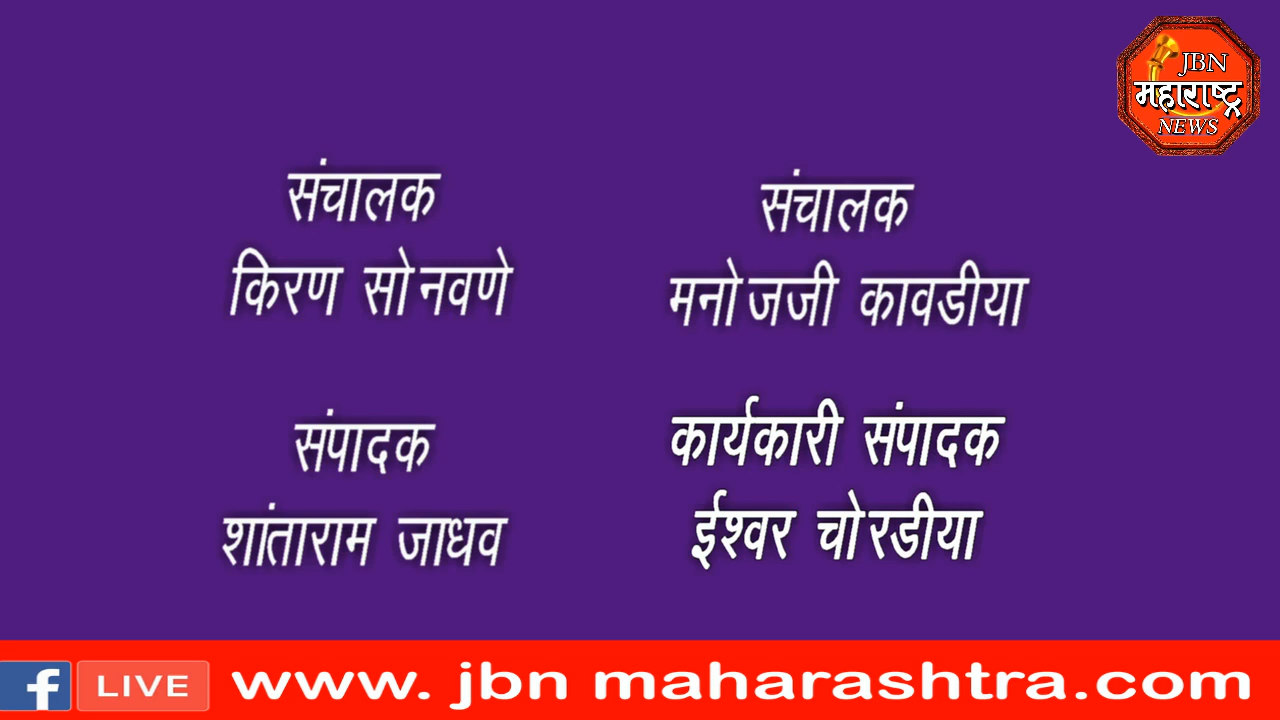 JBN
महाराष्ट्र
NEWS
संचालक
किरण सोनवणे
संचालक
मनोजजी कावडीया
संपादक
शांताराम जाधव
कार्यकारी संपादक
ईश्वर चोरडीया
f LIVE www. jbn maharashtra.com